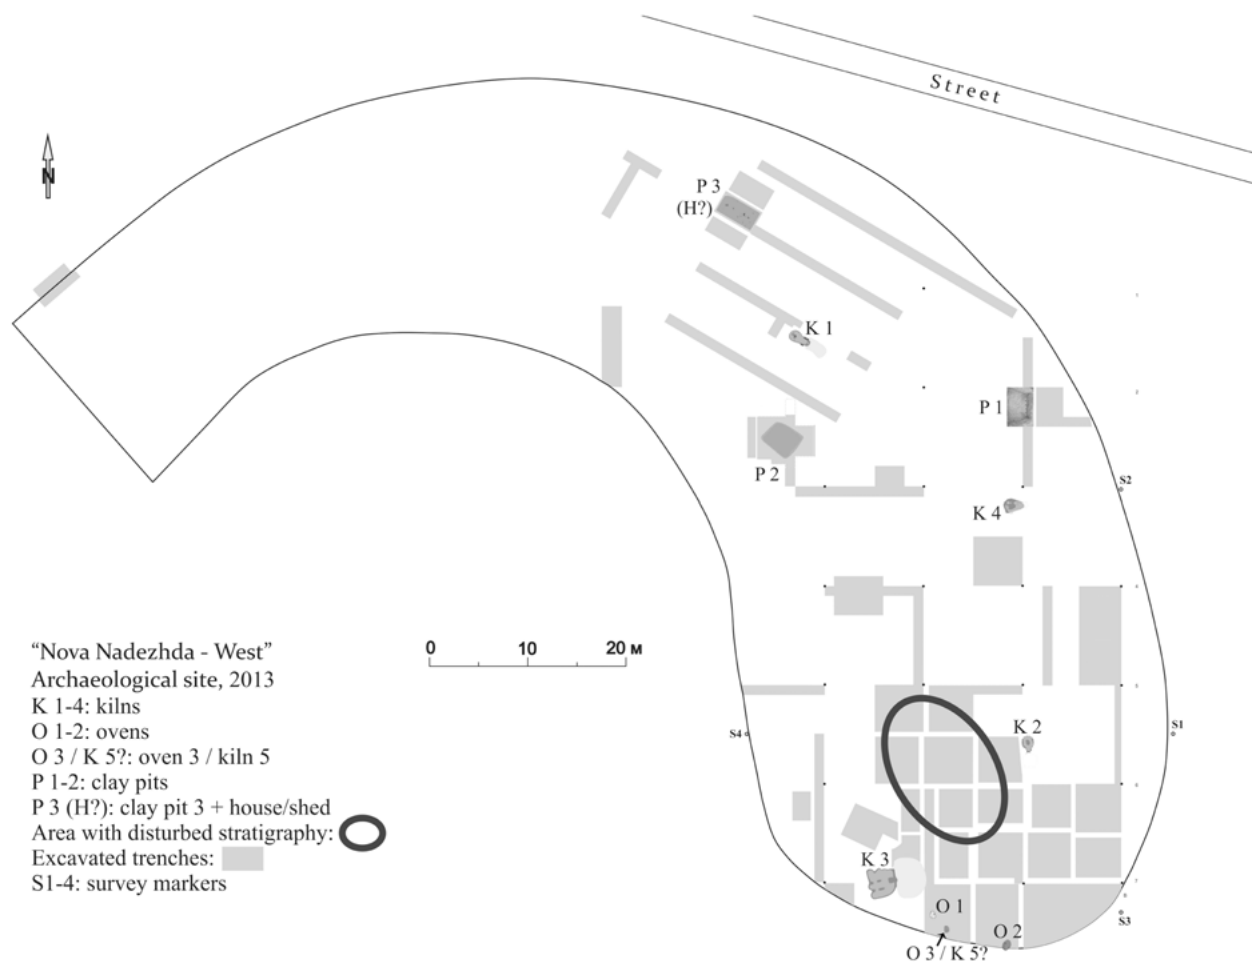 Street
N
P 3
(H?)
K 1
P 1
P 2
S2
K 4
0 10 20 м
"Nova Nadezhda - West"
Archaeological site, 2013
K 1-4: kilns
O 1-2: ovens
O 3 / K 5?: oven 3 / kiln 5
P 1-2: clay pits
P 3 (H?): clay pit 3 + house/shed
Area with disturbed stratigraphy:
Excavated trenches:
S1-4: survey markers
K 2
S1
S4
K 3
O 1
S3
O 2
O 3 / K 5?